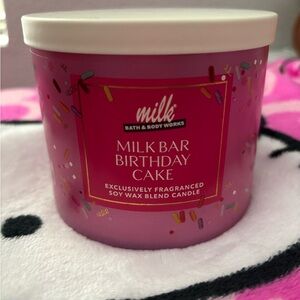 milk
BATH & BODY WORKS
MILK BAR
BIRTHDAY
CAKE
EXCLUSIVELY FRAGRANCED
SOY WAX BLEND CANDLE